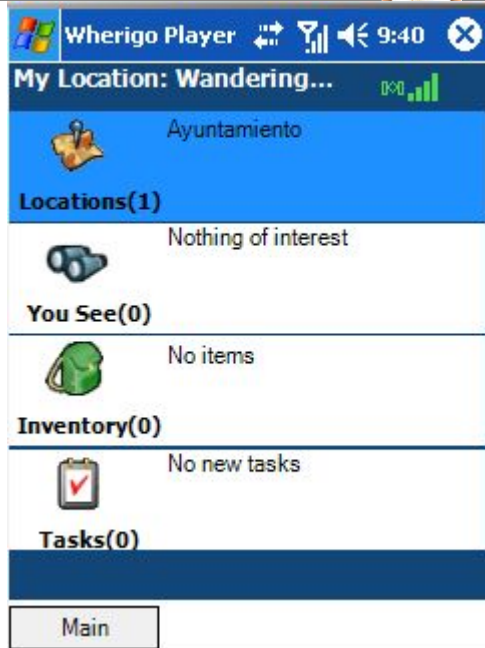 Wherigo Player 9:40
My Location: Wandering...
Ayuntamiento
Locations(1)
Nothing of interest
You See(0)
No items
Inventory(0)
No new tasks
Tasks(0)
Main